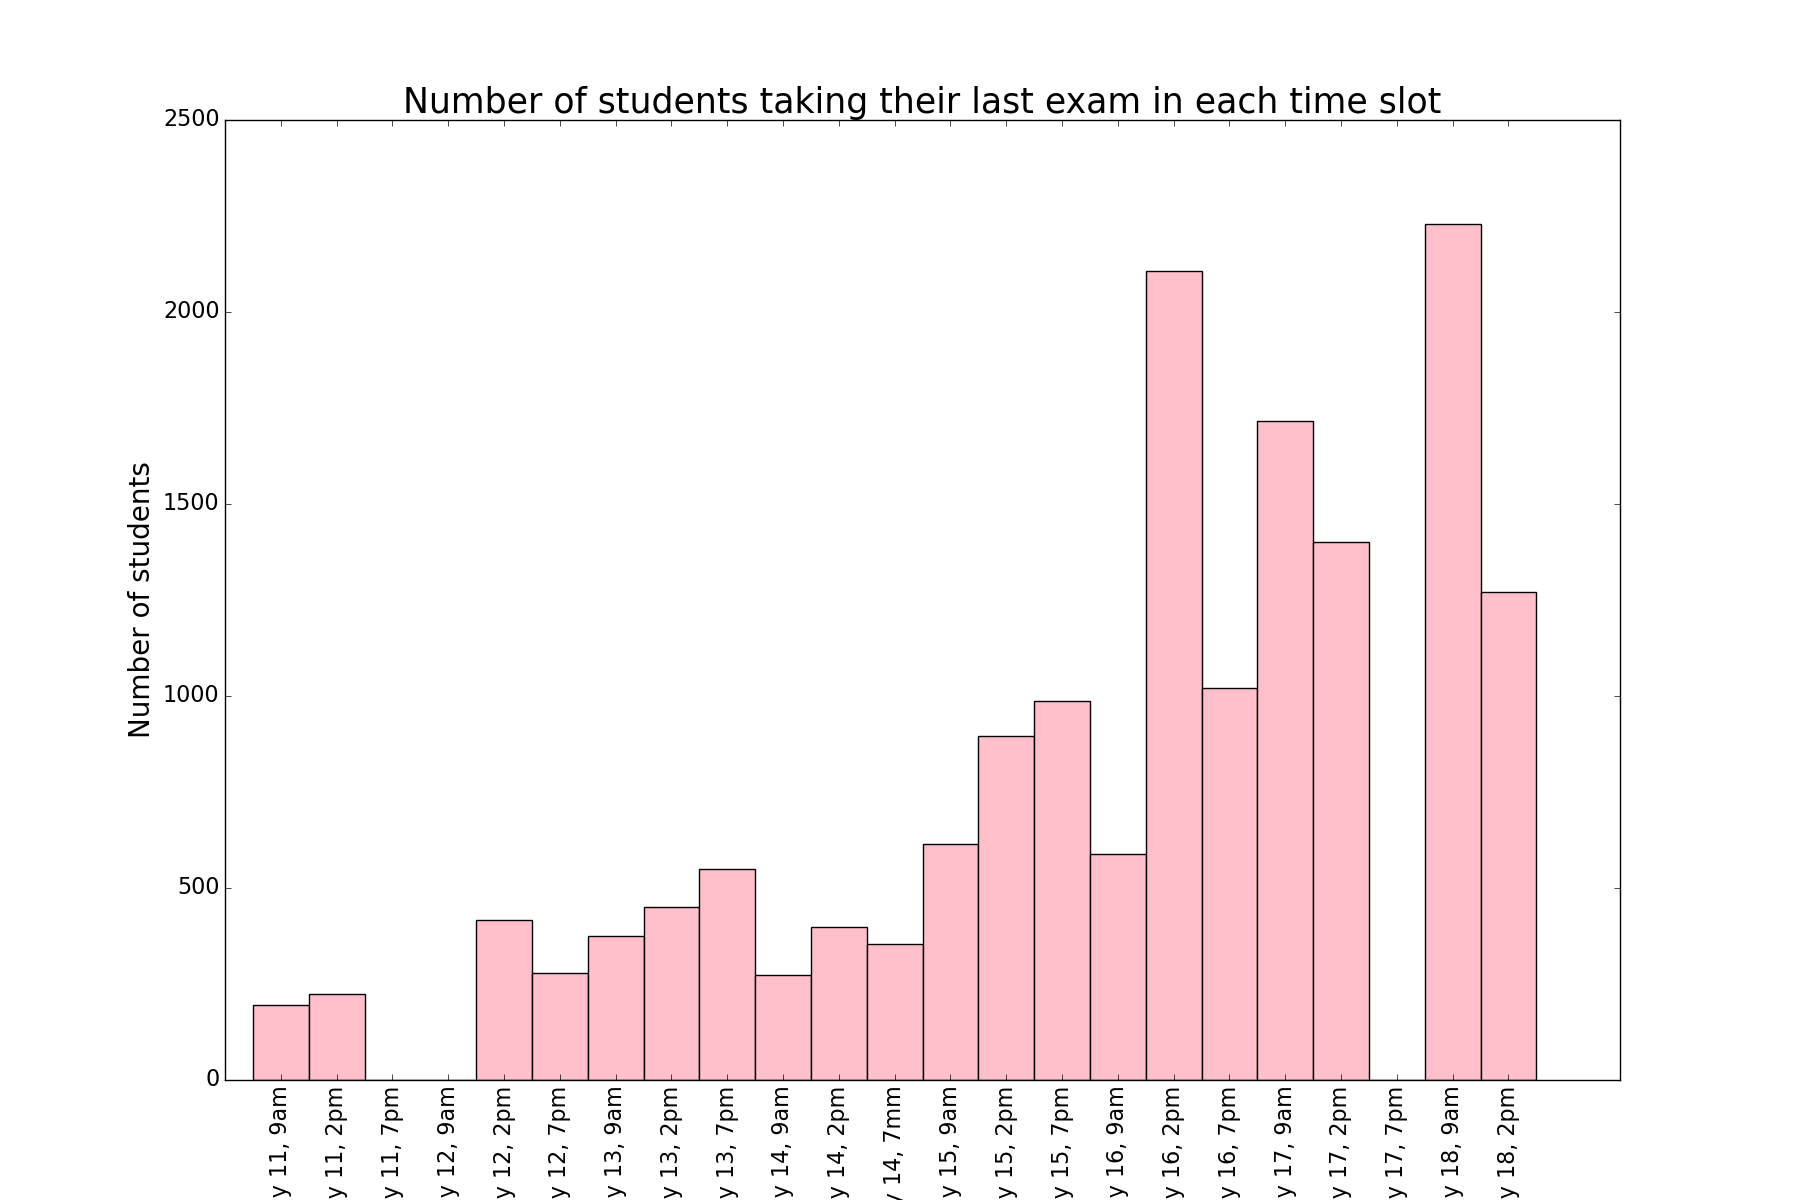 Number of students taking their last exam in each time slot
2500
2000
1500
1000
500
0
Number of students
y 11, 9am
y 11, 2pm
y 11, 7pm
y 12, 9am
y 12, 2pm
y 12, 7pm
y 13, 9am
y 13, 2pm
y 13, 7pm
y 14, 9am
y 14, 2pm
y 14, 7mm
y 15, 9am
y 15, 2pm
y 15, 7pm
y 16, 9am
y 16, 2pm
y 16, 7pm
y 17, 9am
y 17, 2pm
y 17, 7pm
y 18, 9am
y 18, 2pm